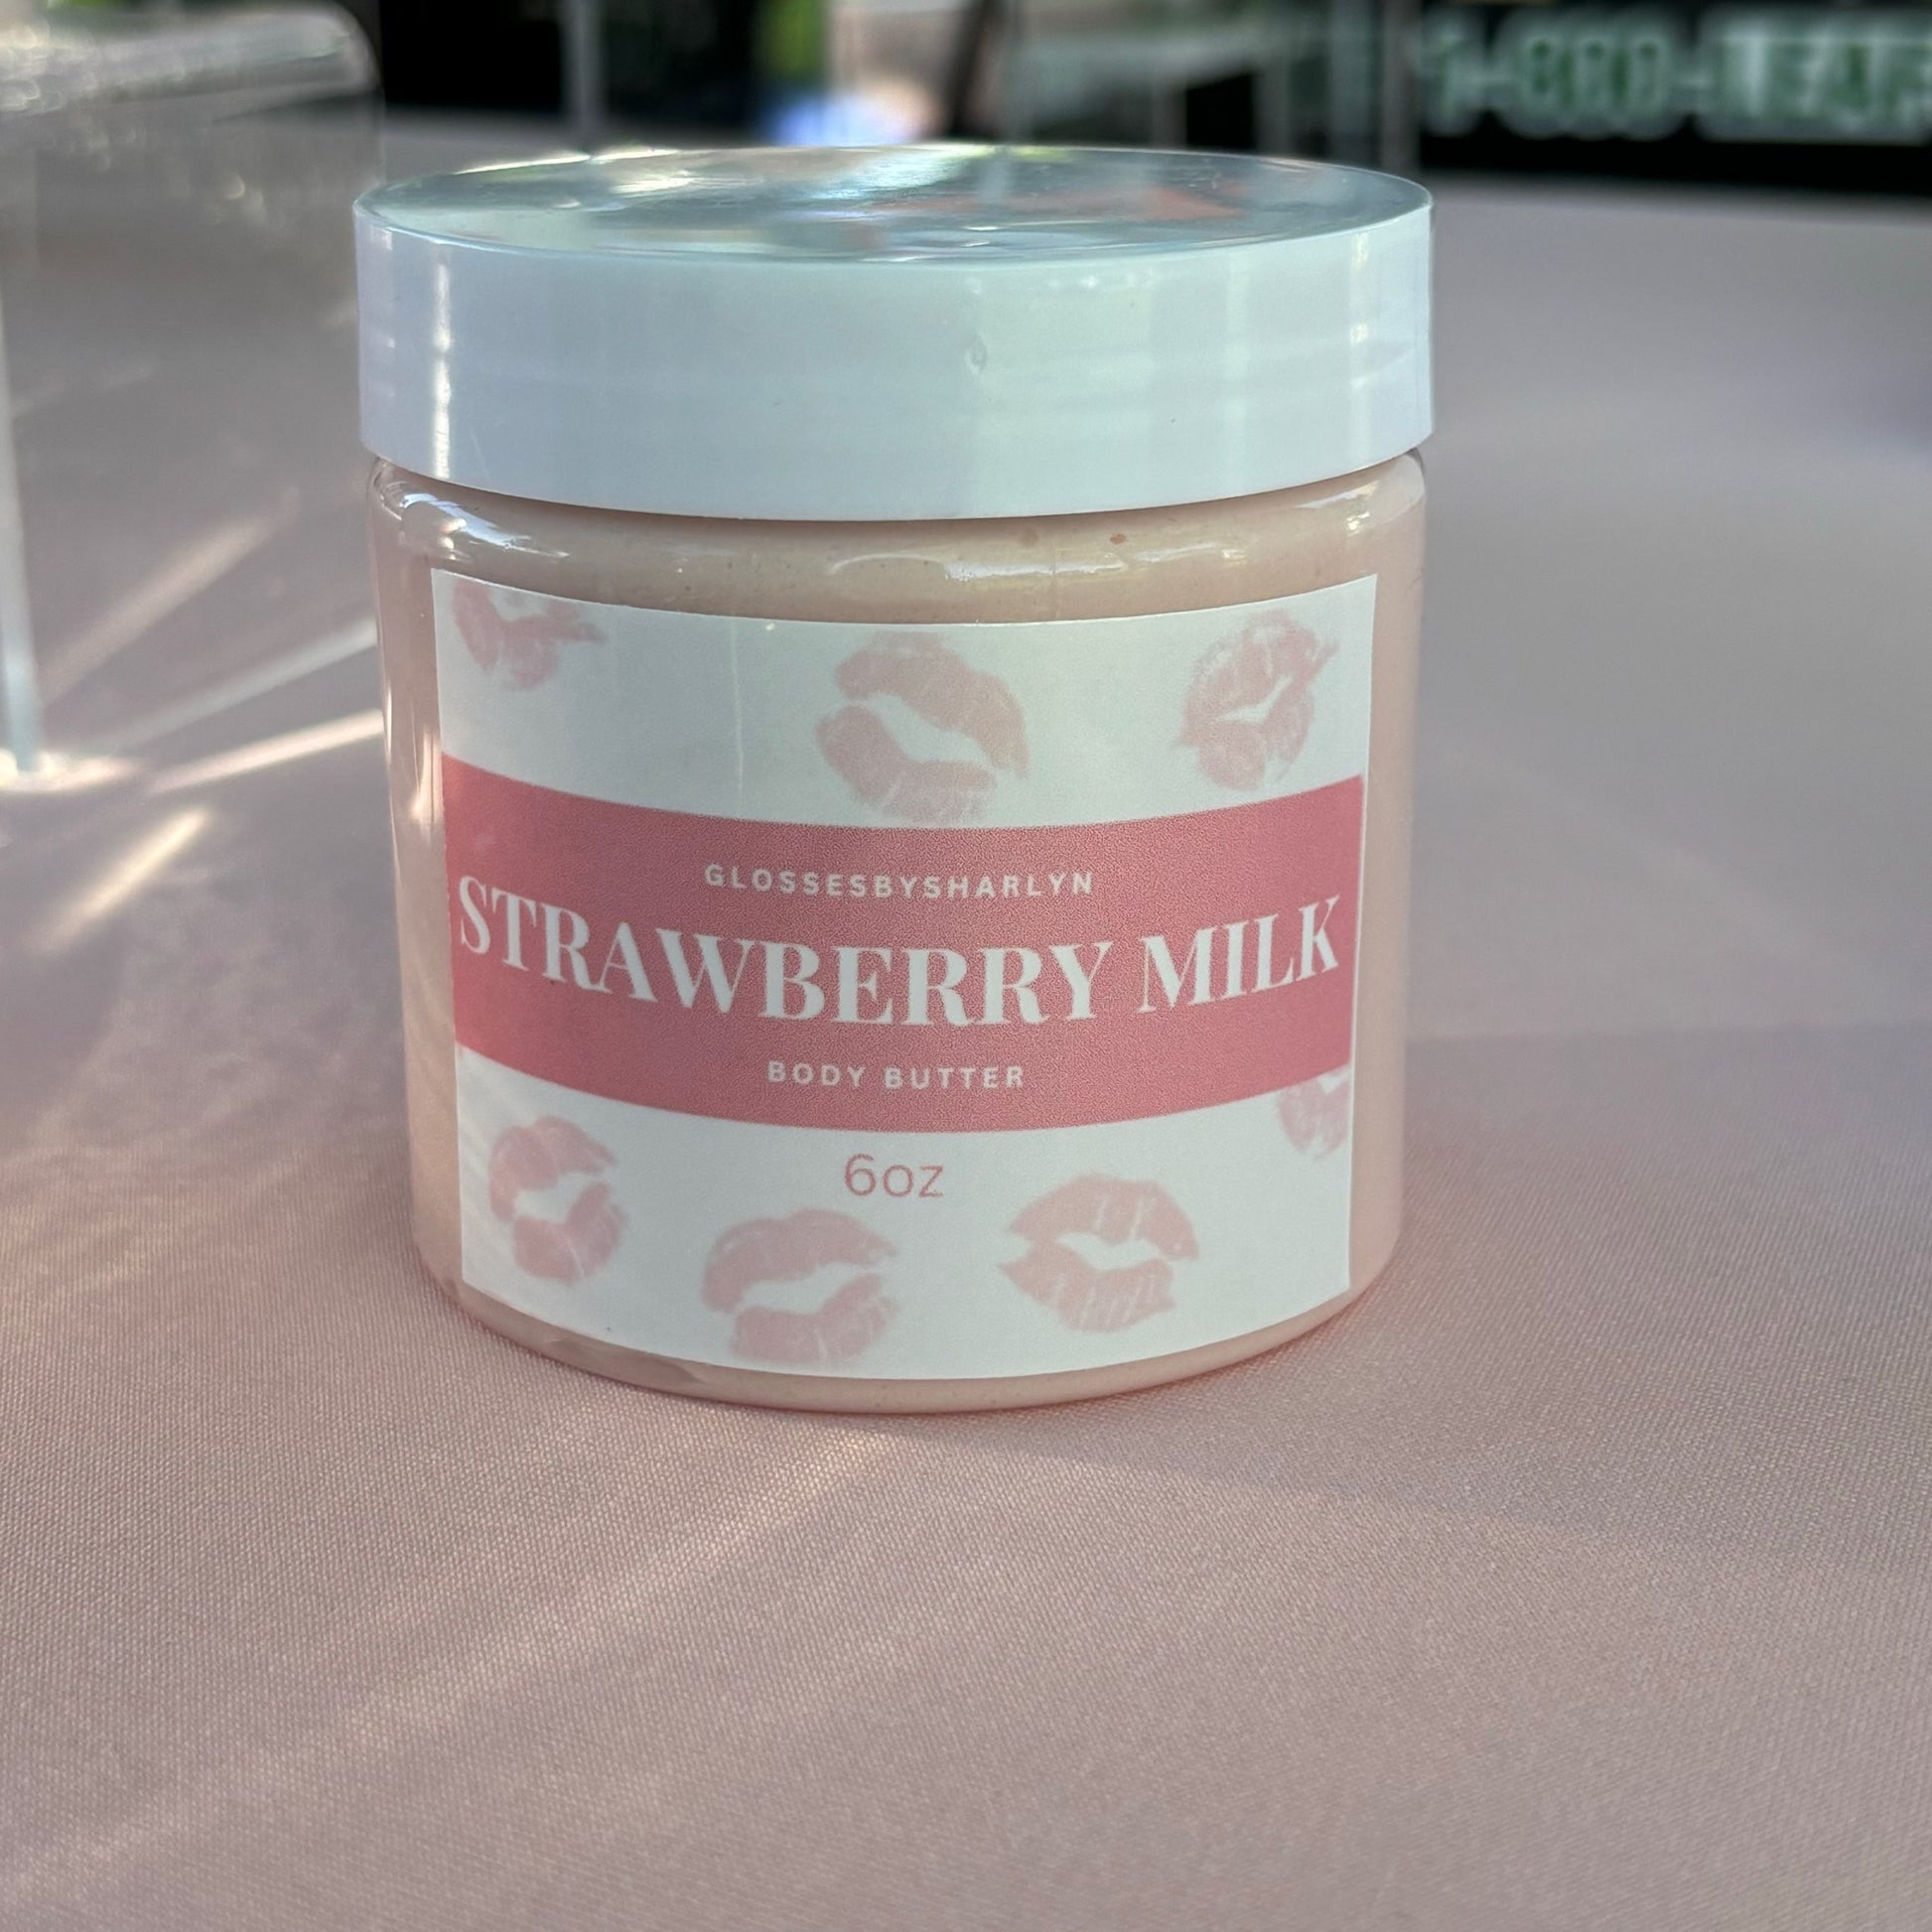 GLOSSESBYSHARLYN
STRAWBERRY MILK
BODY BUTTER
6oz